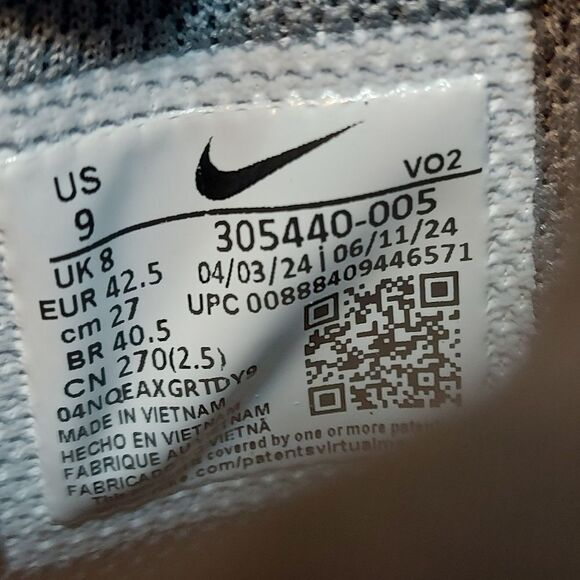 US
9
VO2
305440-005
04/03/24 | 06/11/24
UPC 00888409446571
UK 8
EUR 42.5
cm 27
BR 40.5
CN 270(2.5)
04NQEAXGRTDY9
MADE IN VIETNAM
HECHO EN VIETNAM
FABRIQUE AU VIETNÃ
FABRICADO
covered by one or more patents
.com/patentsvirtual